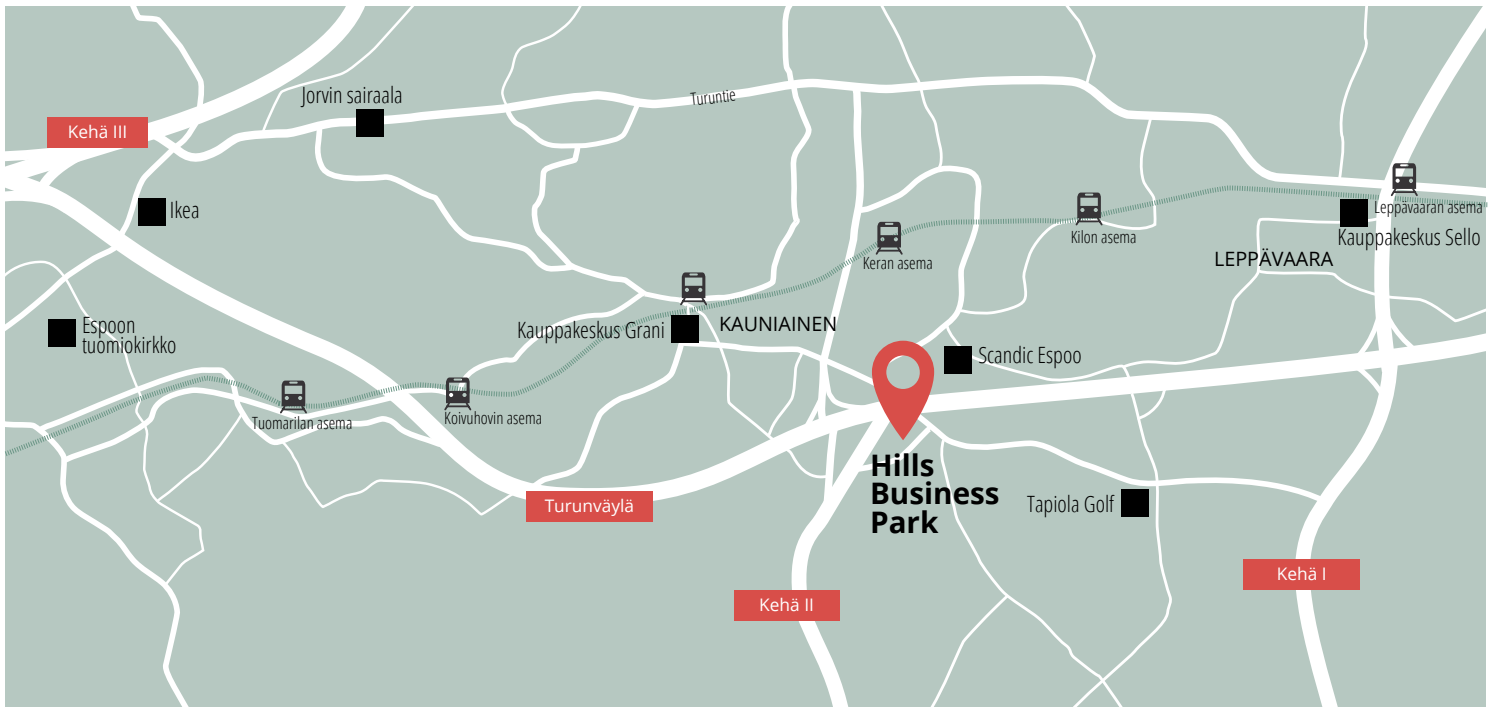 Jorvin sairaala
Turuntie
Kehä III
Ikea
Leppävaaran asema
Kauppakeskus Sello
Kilon asema
Keran asema
LEPPÄVAARA
Kauppakeskus Grani
KAUNIAINEN
Espoon
tuomiokirkko
Scandic Espoo
Tuomarilan asema
Koivuhovin asema
Hills
Business
Park
Turunväylä
Tapiola Golf
Kehä I
Kehä II